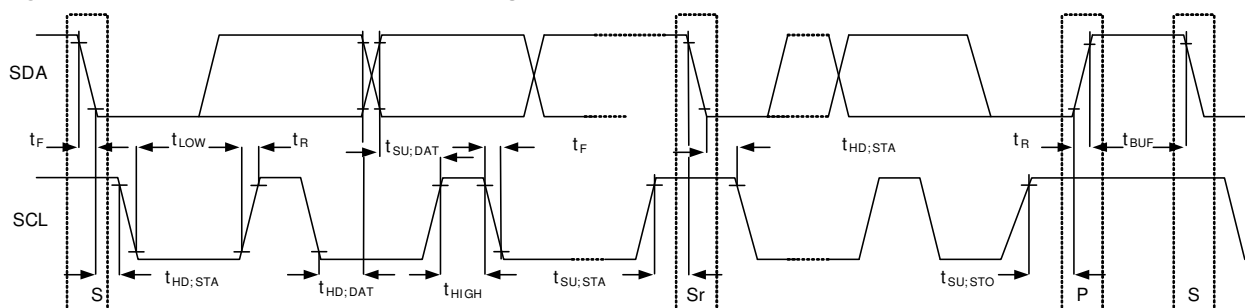 SDA
tF tLOW tR tSU;DAT tF tHD;STA tR tBUF
SCL
tHD;STA tHD;DAT tHIGH tSU;STA tSU;STO
S Sr P S